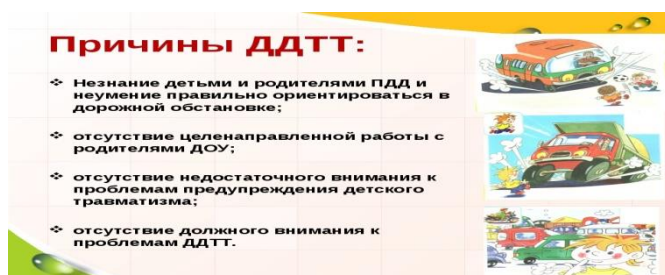 Причины ДДТТ:
❖ Незнание детьми и родителями ПДД и
неумение правильно ориентироваться в
дорожной обстановке;
❖ отсутствие целенаправленной работы с
родителями ДОУ;
❖ отсутствие недостаточного внимания к
проблемам предупреждения детского
травматизма;
❖ отсутствие должного внимания к
проблемам ДДТТ.